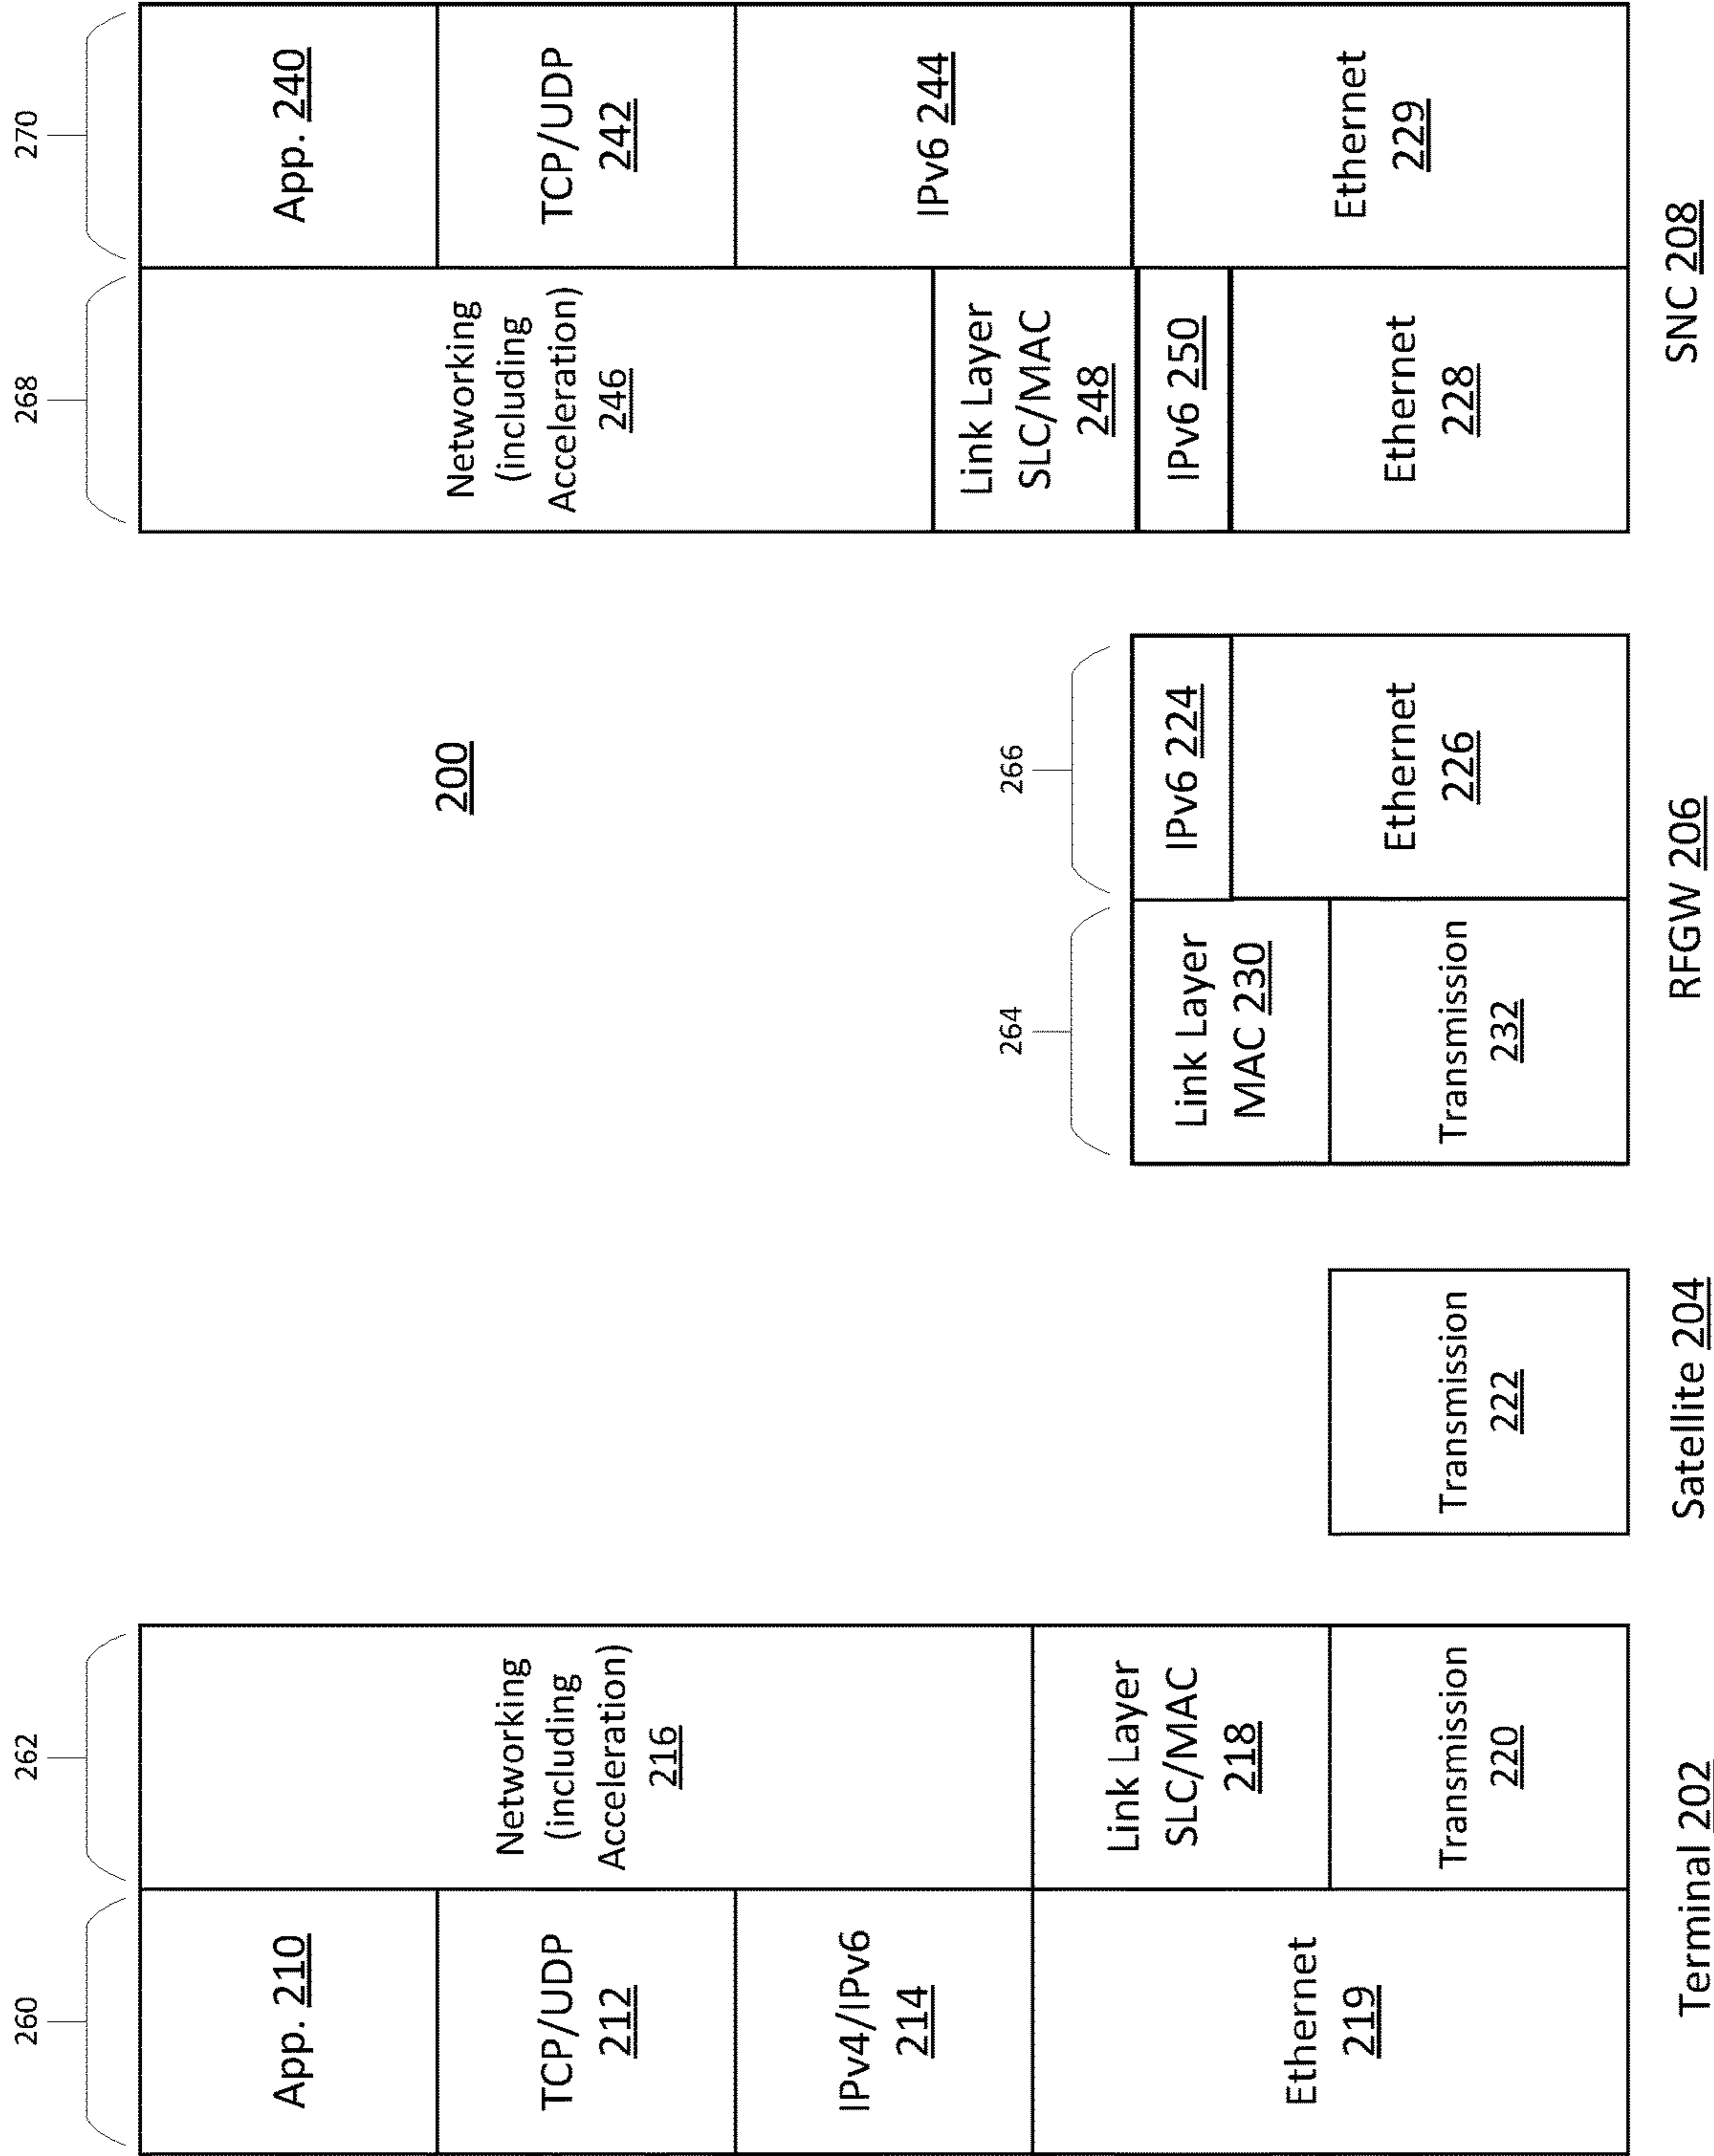 200
260
App. 210
TCP/UDP
212
IPv4/IPv6
214
Ethernet
219
262
Networking
(including
Acceleration)
216
Link Layer
SLC/MAC
218
Transmission
220
Terminal 202
Transmission
222
Satellite 204
264
Link Layer
MAC 230
Transmission
232
266
IPv6 224
Ethernet
226
RFGW 206
268
Networking
(including
Acceleration)
246
Link Layer
SLC/MAC
248
IPv6 250
Ethernet
228
270
App. 240
TCP/UDP
242
IPv6 244
Ethernet
229
SNC 208